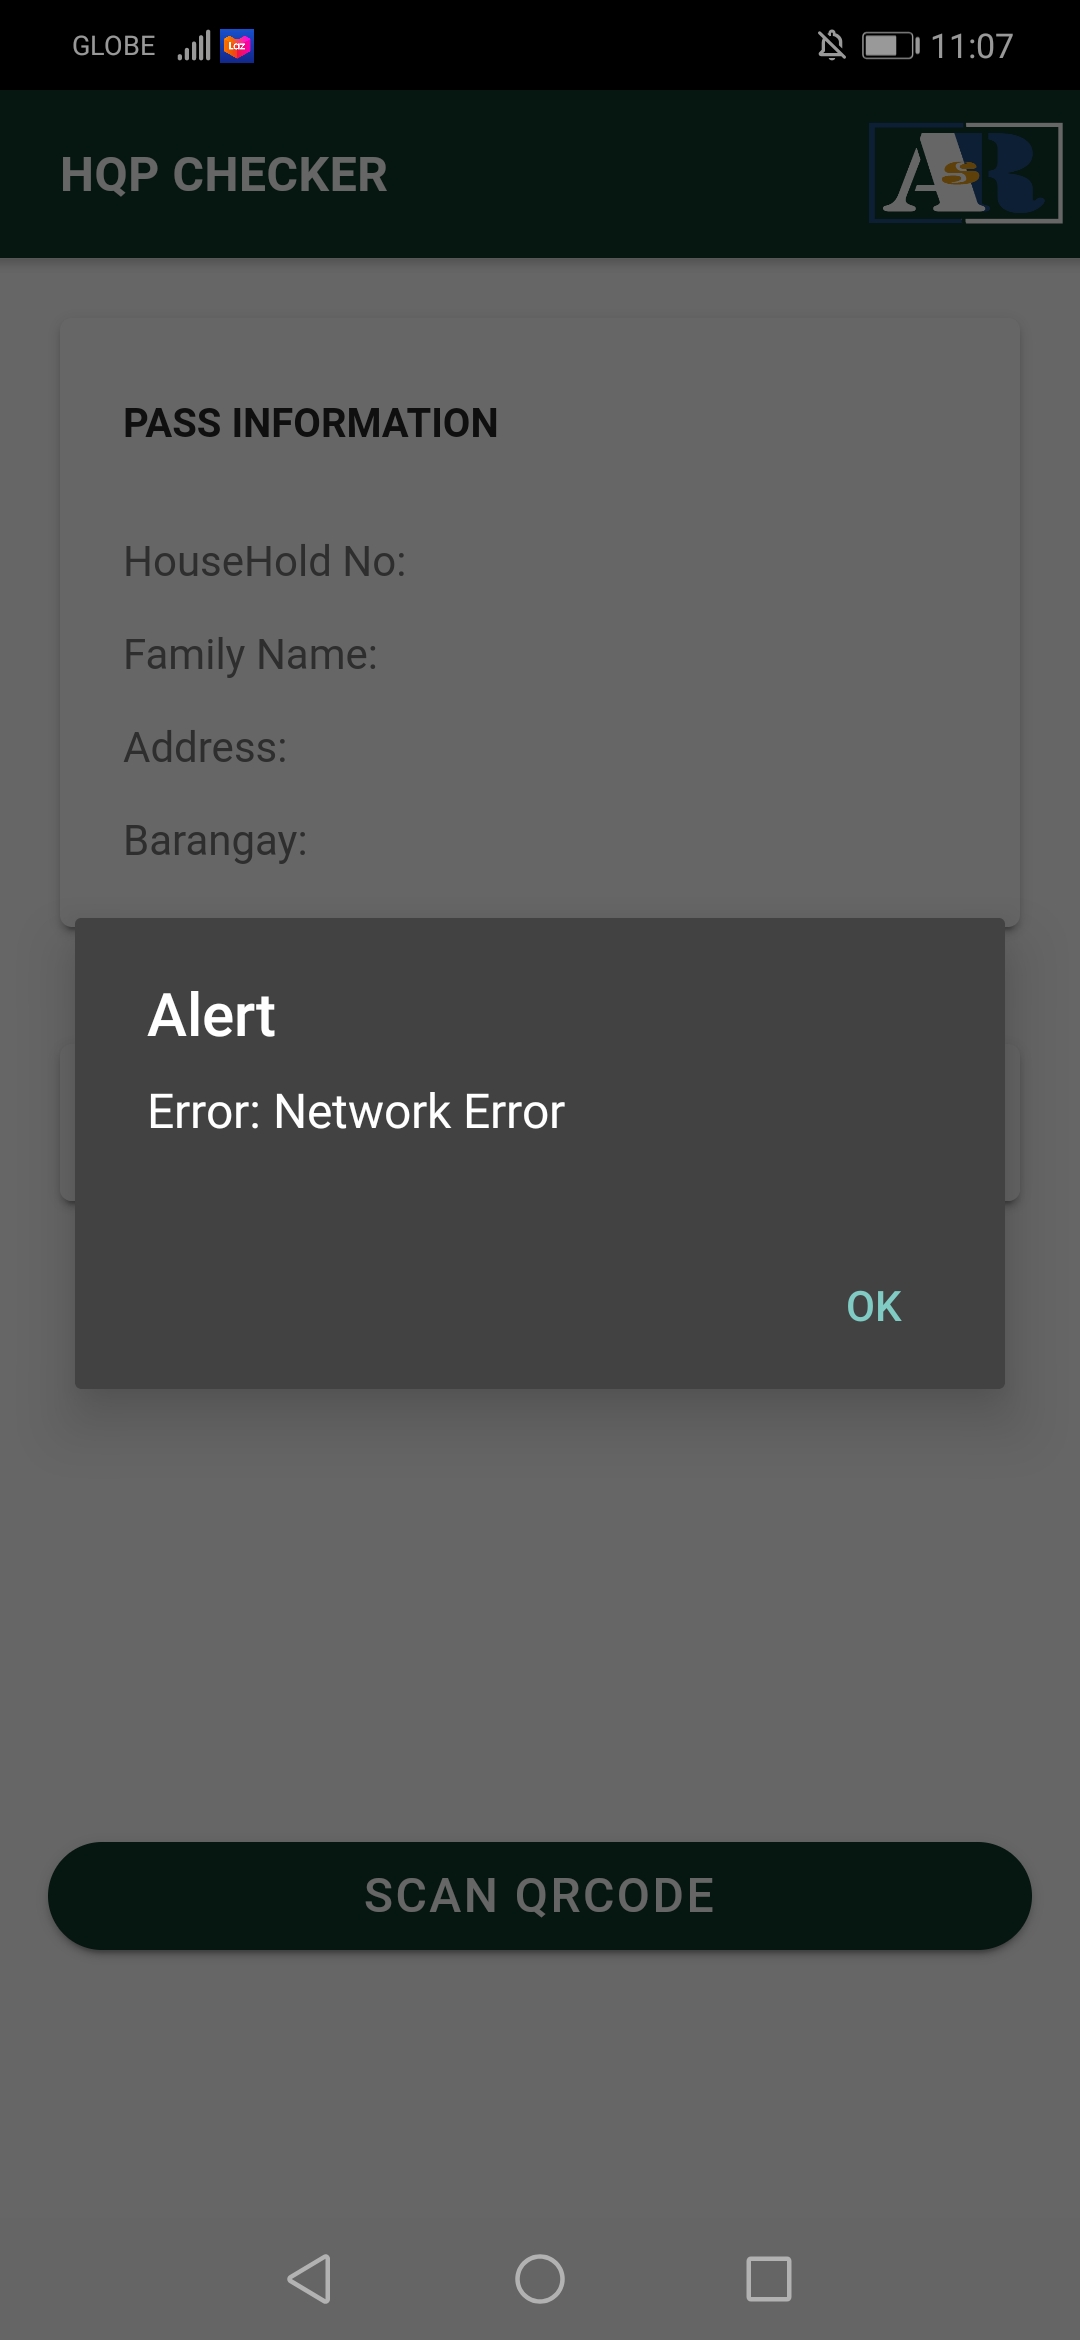 GLOBE
Laz
11:07
HQP CHECKER
AsR
PASS INFORMATION
HouseHold No:
Family Name:
Address:
Barangay:
Alert
Error: Network Error
OK
SCAN QRCODE